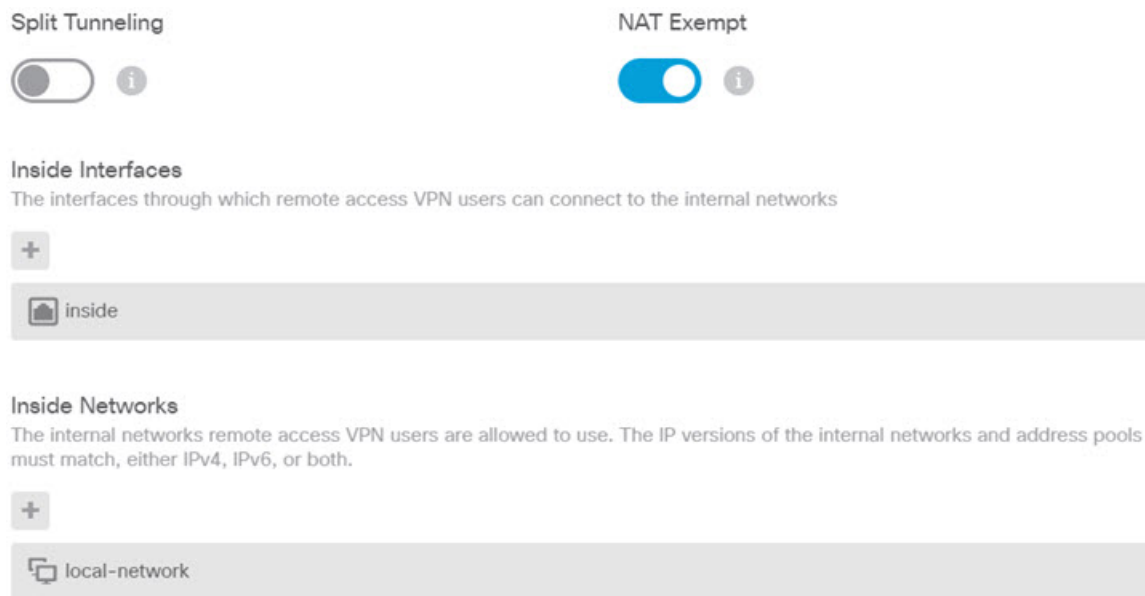 Split Tunneling
NAT Exempt
Inside Interfaces
The interfaces through which remote access VPN users can connect to the internal networks
inside
Inside Networks
The internal networks remote access VPN users are allowed to use. The IP versions of the internal networks and address pools
must match, either IPv4, IPv6, or both.
local-network